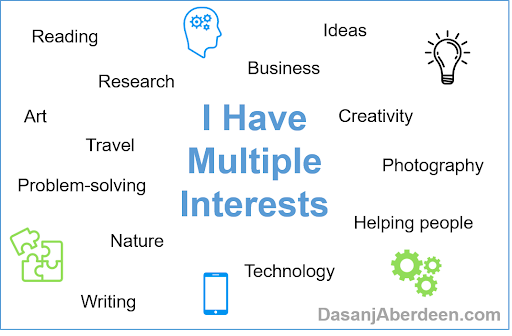 Reading
Ideas
Business
Research
Art
I Have
Creativity
Travel
Multiple
Photography
Problem-solving
Interests
Helping people
Nature
Technology
Writing
DasanjAberdeen.com